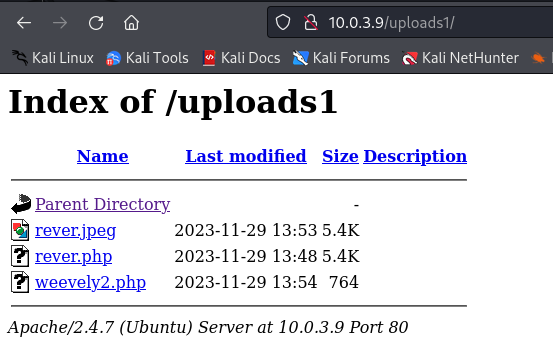 10.0.3.9/uploads1/
Kali Linux Kali Tools Kali Docs Kali Forums Kali NetHunter
Index of /uploads1
Name Last modified Size Description
Parent Directory -
rever.jpeg 2023-11-29 13:53 5.4K
rever.php 2023-11-29 13:48 5.4K
weevely2.php 2023-11-29 13:54 764
Apache/2.4.7 (Ubuntu) Server at 10.0.3.9 Port 80